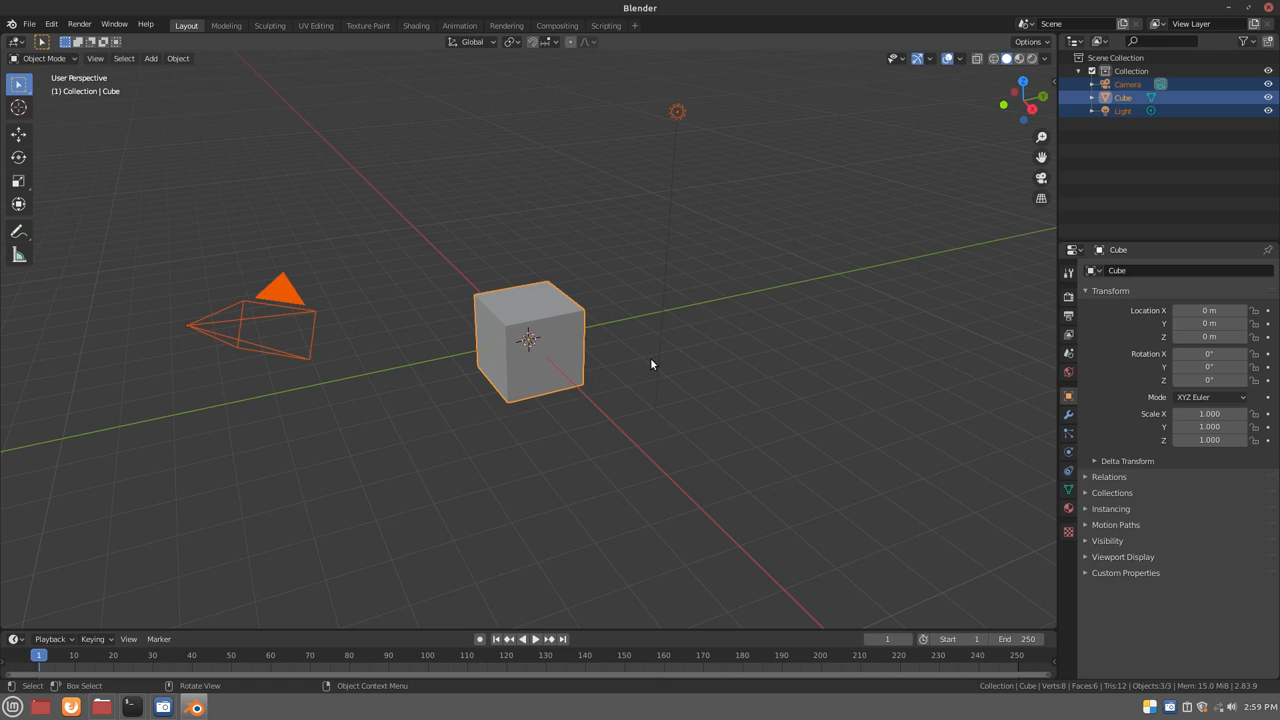 Blender
File Edit Render Window Help Layout Modeling Sculpting UV Editing Texture Paint Shading Animation Rendering Compositing Scripting + Scene View Layer
Global Options
Object Mode View Select Add Object
User Perspective
(1) Collection | Cube
X
Y
Z
Scene Collection
Collection
Camera
Cube
Light
Cube
Cube
Transform
Location X 0 m
Y 0 m
Z 0 m
Rotation X 0°
Y 0°
Z 0°
Mode XYZ Euler
Scale X 1.000
Y 1.000
Z 1.000
Delta Transform
Relations
Collections
Instancing
Motion Paths
Visibility
Viewport Display
Custom Properties
Playback Keying View Marker 1 Start 1 End 250
1 10 20 30 40 50 60 70 80 90 100 110 120 130 140 150 160 170 180 190 200 210 220 230 240 250
Select Box Select Rotate View Object Context Menu Collection | Cube | Verts:8 | Faces:6 | Tris:12 | Objects:3/3 | Mem: 15.0 MiB | 2.83.9
2:59 PM